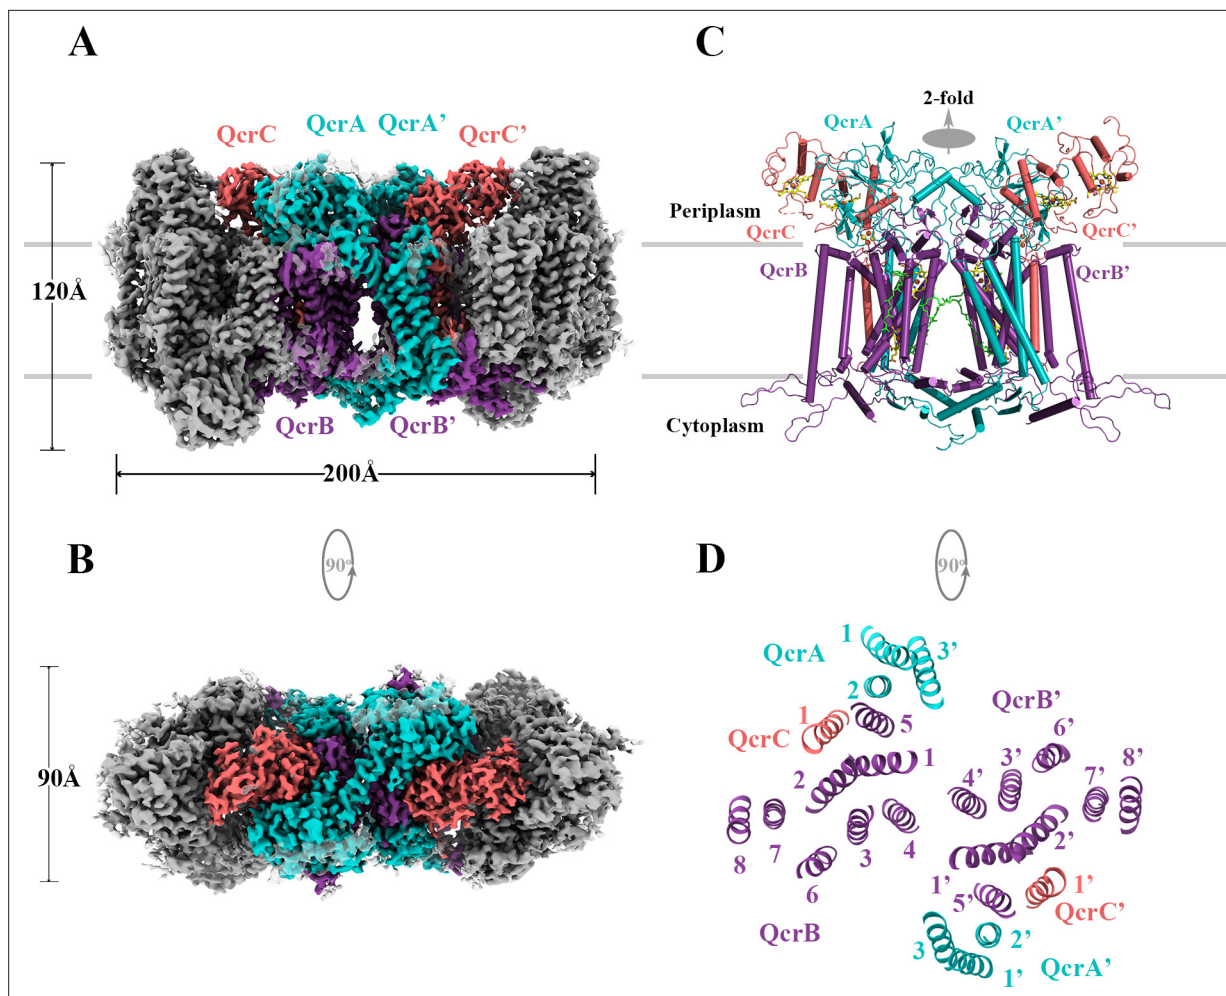 A
QcrC
QcrA
QcrA’
QcrC’
120Å
QcrB
QcrB’
200Å
C
2-fold
QcrA
QcrA’
Periplasm
QcrC
QcrC’
QcrB
QcrB’
Cytoplasm
B
90°
90Å
D
90°
1
3’
QcrA
2
1
5
QcrC
QcrB’
6’
2
1
4’
3’
7’
8’
8
7
3
4
2’
6
1’
5’
1’
QcrC’
QcrB
3
2’
1’
QcrA’